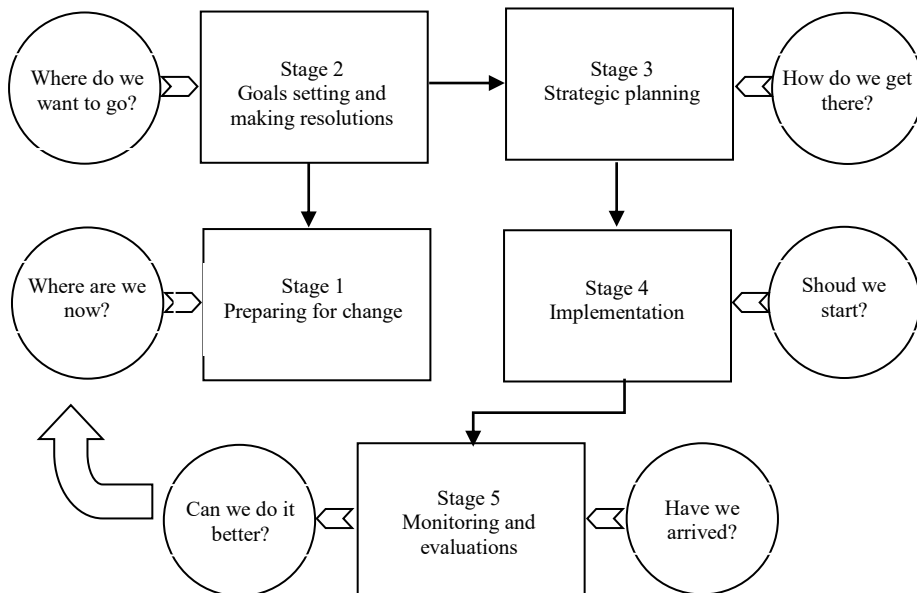 Where do we
want to go?
Stage 2
Goals setting and
making resolutions
Stage 3
Strategic planning
How do we get
there?
Where are we
now?
Stage 1
Preparing for change
Stage 4
Implementation
Shoud we
start?
Can we do it
better?
Stage 5
Monitoring and
evaluations
Have we
arrived?